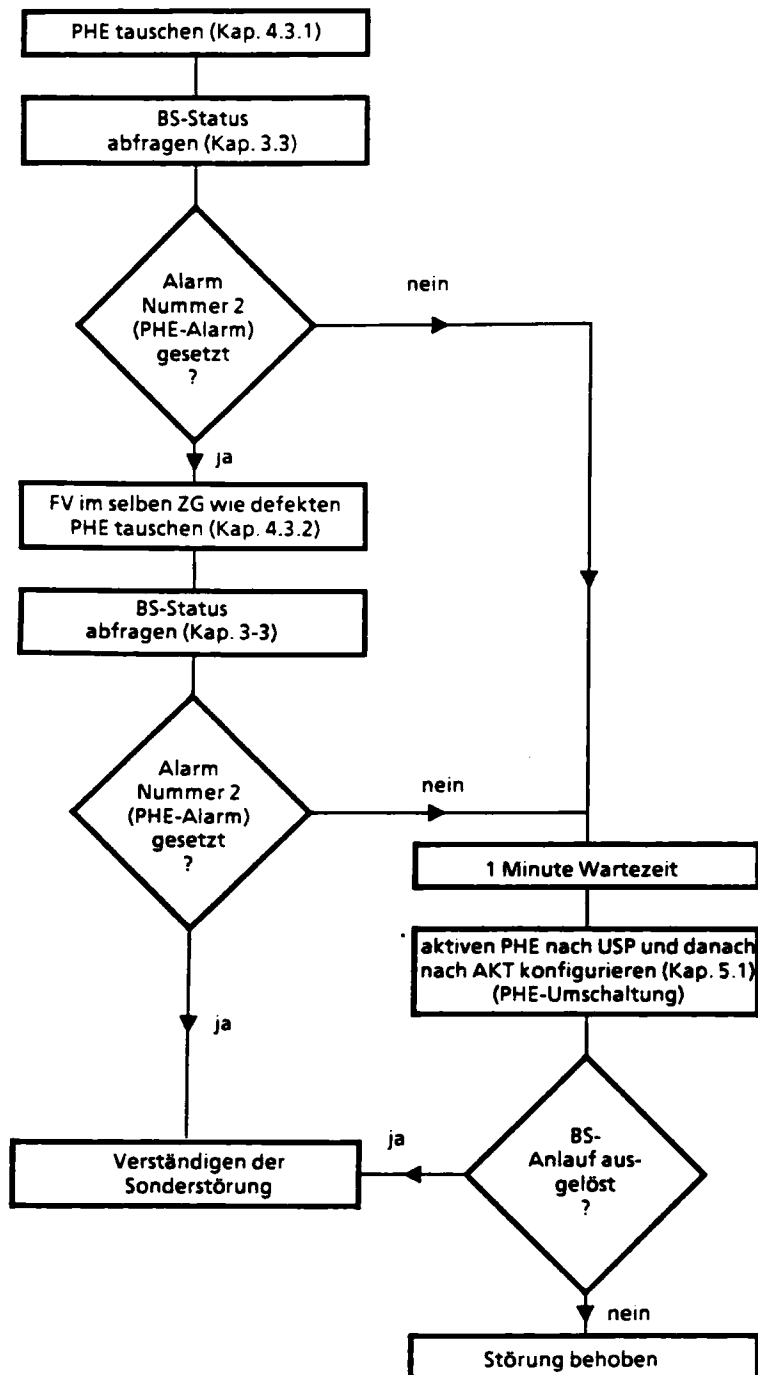 PHE tauschen (Kap. 4.3.1)
BS-Status
abfragen (Kap. 3.3)
Alarm
Nummer 2
(PHE-Alarm)
gesetzt
?
nein
ja
FV im selben ZG wie defekten
PHE tauschen (Kap. 4.3.2)
BS-Status
abfragen (Kap. 3-3)
Alarm
Nummer 2
(PHE-Alarm)
gesetzt
?
nein
1 Minute Wartezeit
aktiven PHE nach USP und danach
nach AKT konfigurieren (Kap. 5.1)
(PHE-Umschaltung)
ja
BS-
Anlauf aus-
gelöst
?
ja
Verständigen der
Sonderstörung
nein
Störung behoben